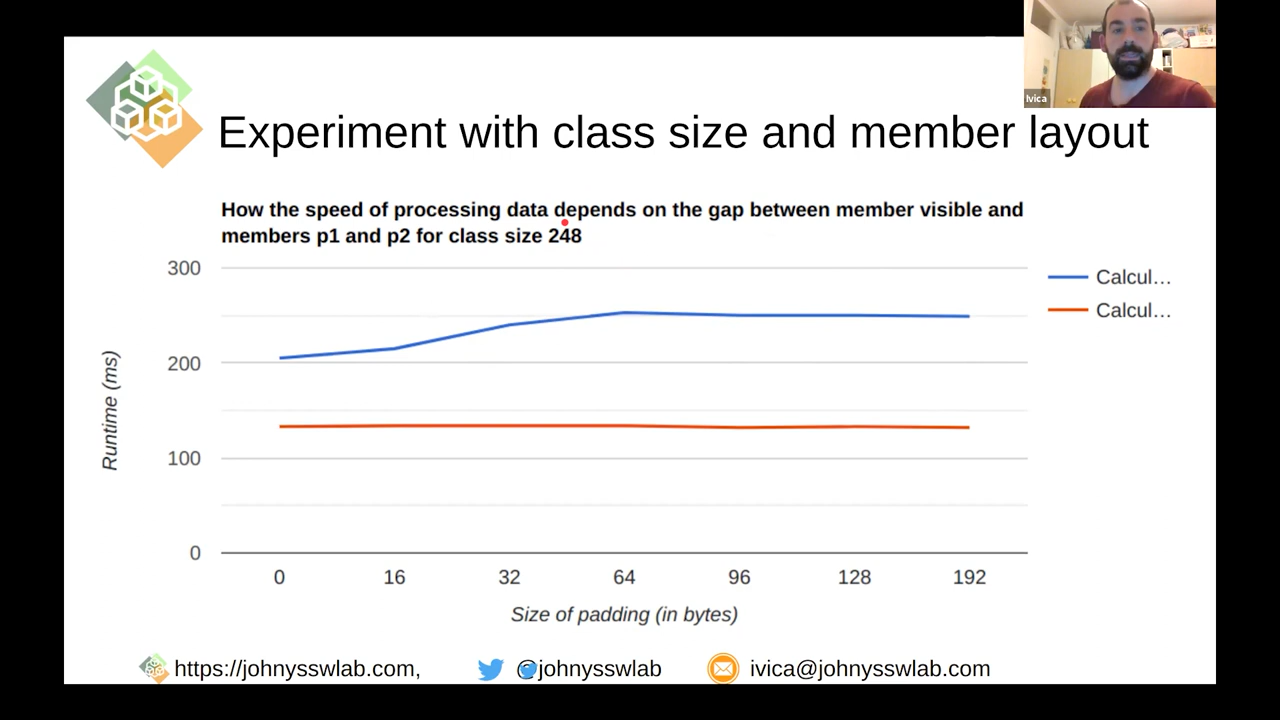 Ivica
Experiment with class size and member layout
How the speed of processing data depends on the gap between member visible and
members p1 and p2 for class size 248
300
200
100
0
Runtime (ms)
0 16 32 64 96 128 192
Size of padding (in bytes)
Calcul…
Calcul…
https://johnysswlab.com, @johnysswlab ivica@johnysswlab.com